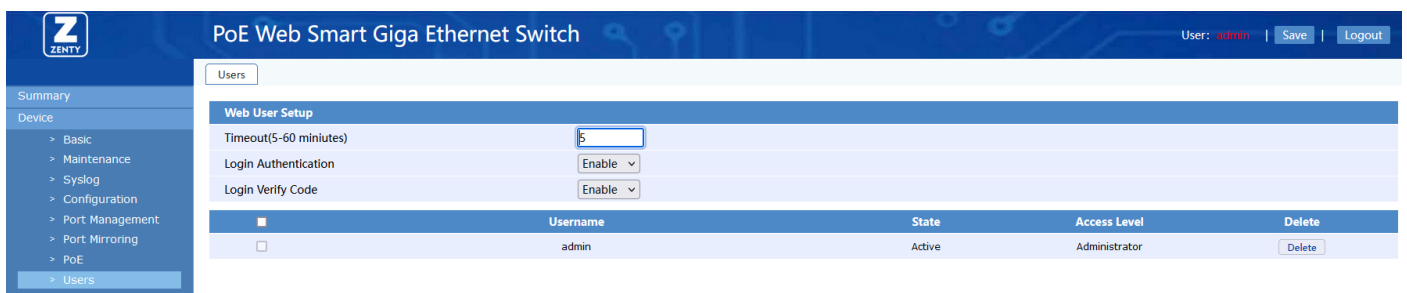 Z
ZENTY
PoE Web Smart Giga Ethernet Switch
User: admin | Save | Logout
Users
Summary
Device
> Basic
> Maintenance
> Syslog
> Configuration
> Port Management
> Port Mirroring
> PoE
> Users
Web User Setup
Timeout(5-60 miniutes) 5
Login Authentication Enable
Login Verify Code Enable
Username State Access Level Delete
admin Active Administrator Delete